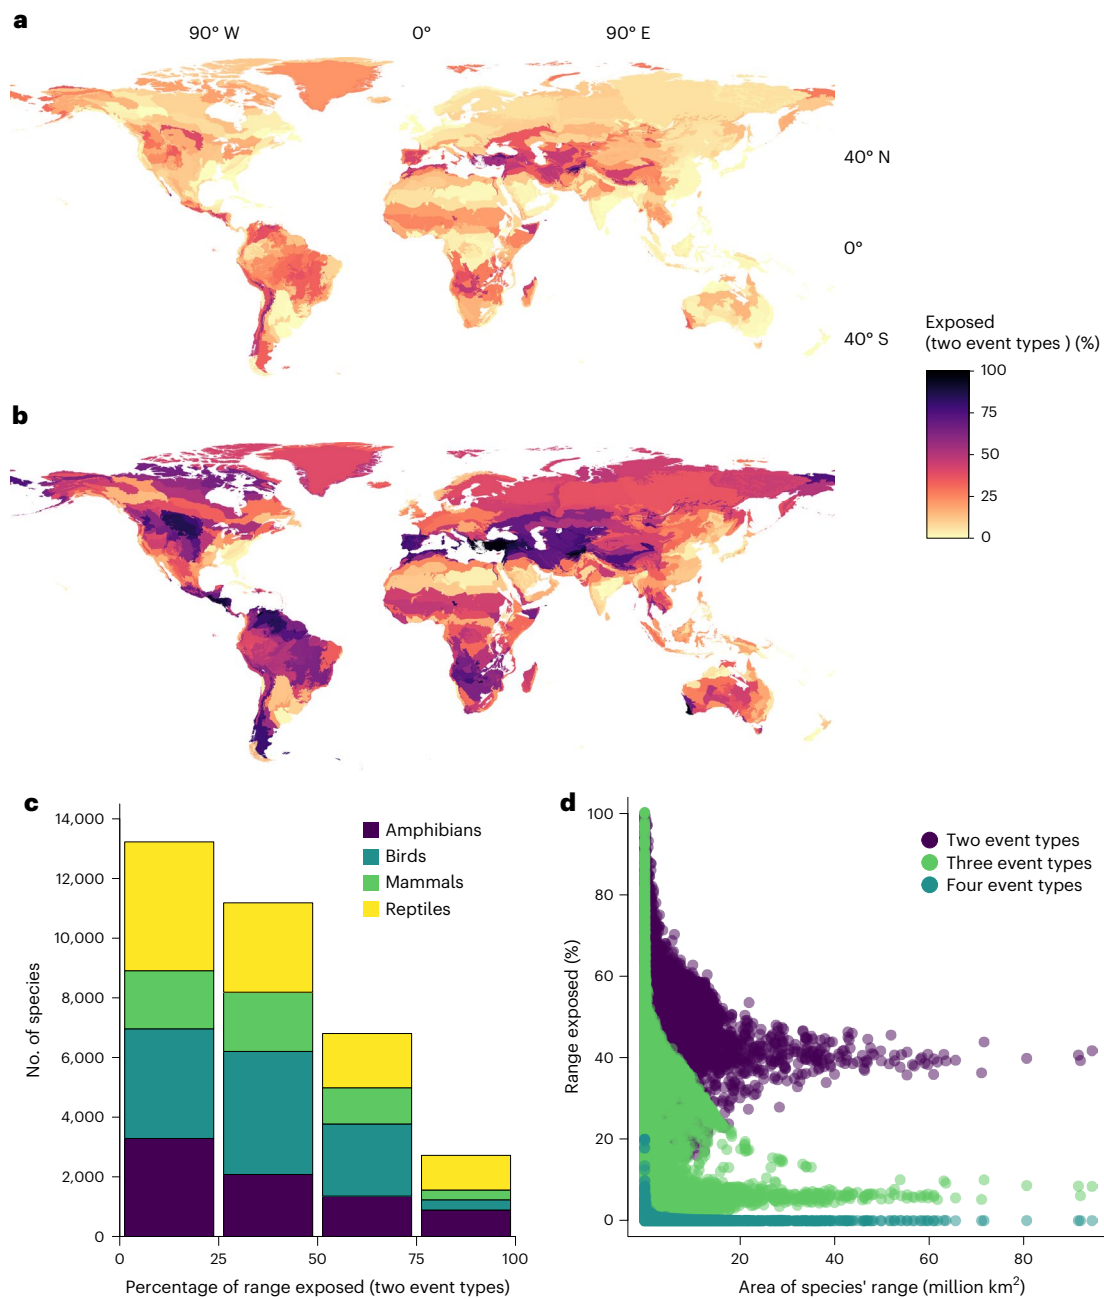 a
90° W
0°
90° E
40° N
0°
40° S
Exposed
(two event types ) (%)
100
75
50
25
0
b
c
14,000
12,000
10,000
8,000
6,000
4,000
2,000
0
No. of species
Amphibians
Birds
Mammals
Reptiles
0
25
50
75
100
Percentage of range exposed (two event types)
d
100
80
60
40
20
0
Range exposed (%)
Two event types
Three event types
Four event types
20
40
60
80
Area of species' range (million km²)